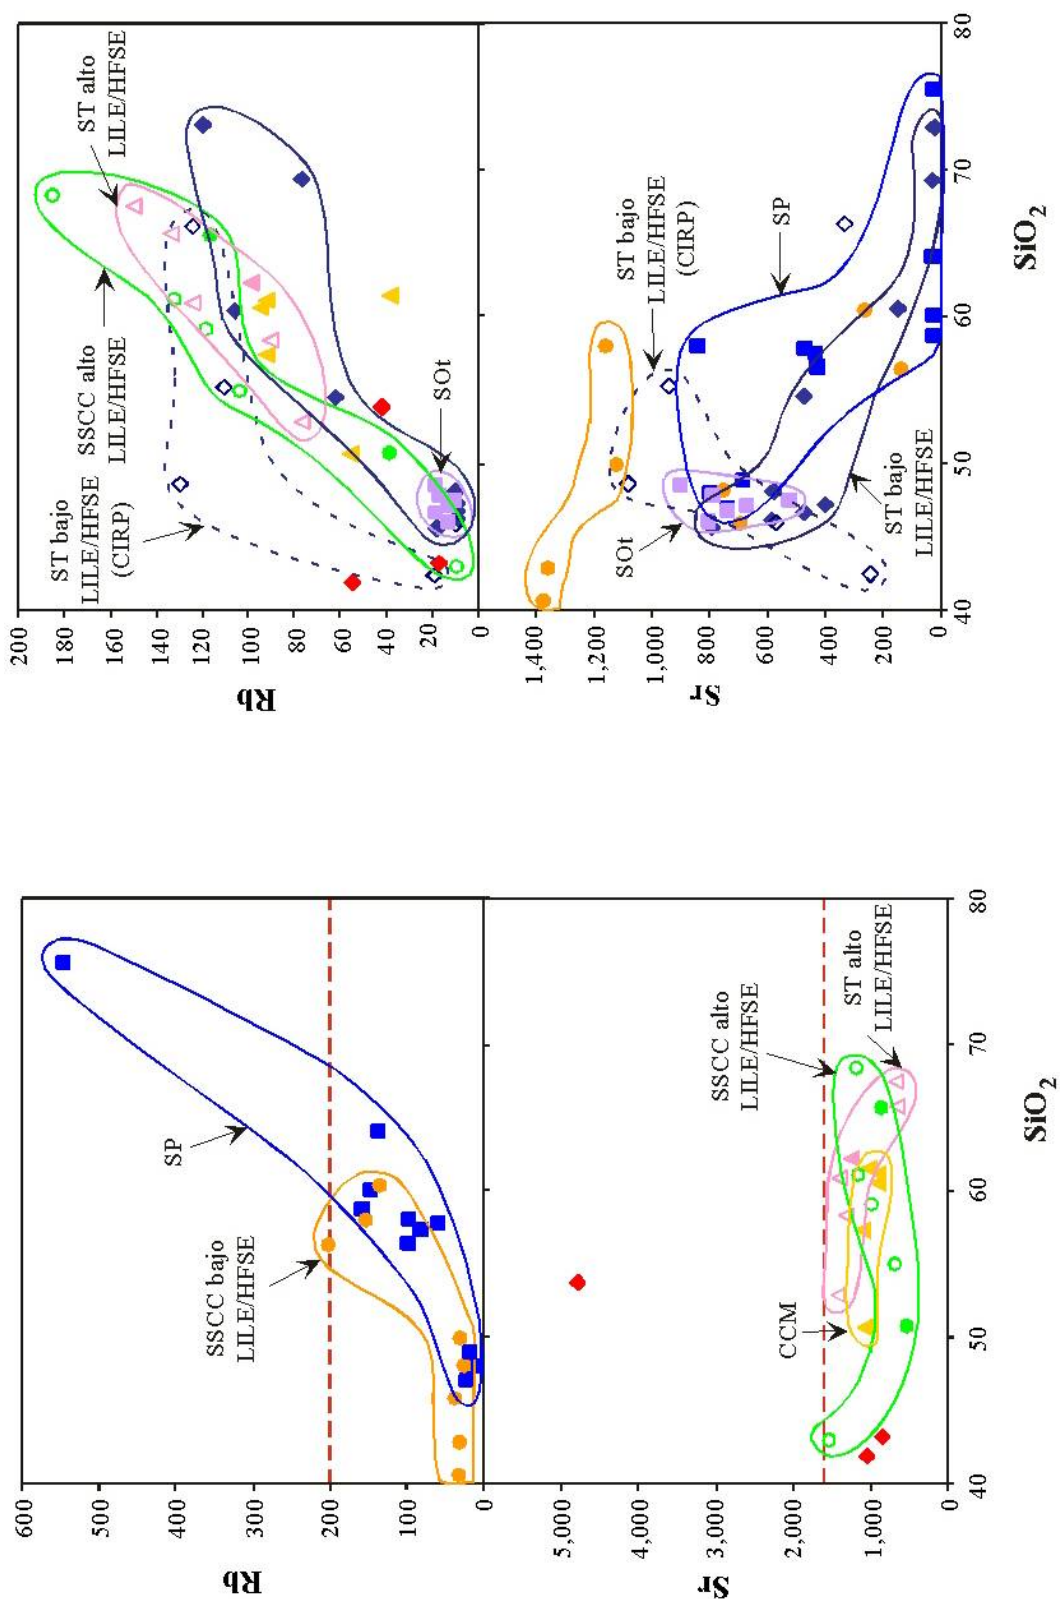 600
500
400
300
200
100
0
Rb
SP
SSCC bajo
LILE/HFSE
5,000
4,000
3,000
2,000
1,000
0
Sr
SSCC alto
LILE/HFSE
ST alto
LILE/HFSE
CCM
40
50
60
70
80
SiO2
200
180
160
140
120
100
80
60
40
20
0
Rb
ST bajo
LILE/HFSE
(CIRP)
SSCC alto
LILE/HFSE
ST alto
LILE/HFSE
SOt
1,400
1,200
1,000
800
600
400
200
0
Sr
ST bajo
LILE/HFSE
(CIRP)
SP
SOt
ST bajo
LILE/HFSE
40
50
60
70
80
SiO2